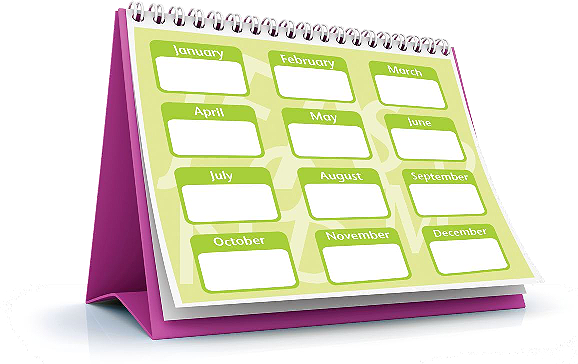 January February March
April May June
July August September
October November December